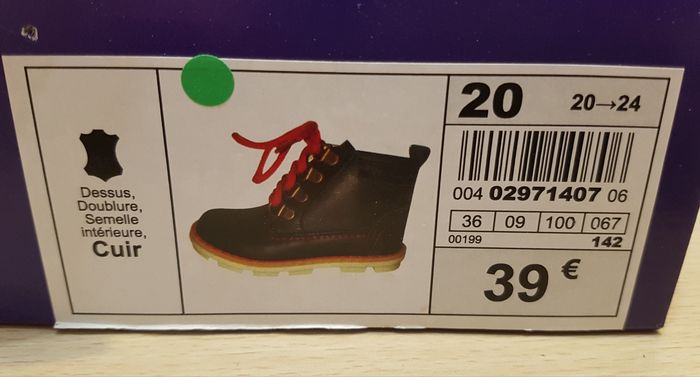 Dessus,
Doublure,
Semelle
intérieure,
Cuir
20 20→24
004 02971407 06
36 09 100 067
00199 142
39 €